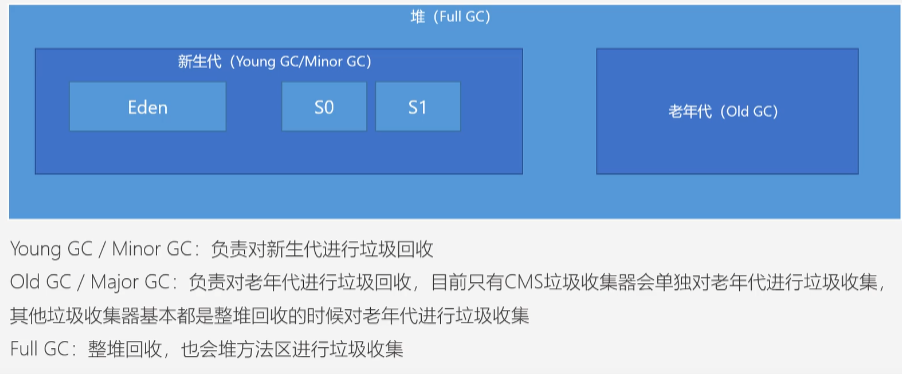 堆（Full GC）
新生代（Young GC/Minor GC）
Eden
S0
S1
老年代（Old GC）
Young GC / Minor GC：负责对新生代进行垃圾回收
Old GC / Major GC：负责对老年代进行垃圾回收，目前只有CMS垃圾收集器会单独对老年代进行垃圾收集，
其他垃圾收集器基本都是整堆回收的时候对老年代进行垃圾收集
Full GC：整堆回收，也会堆方法区进行垃圾收集